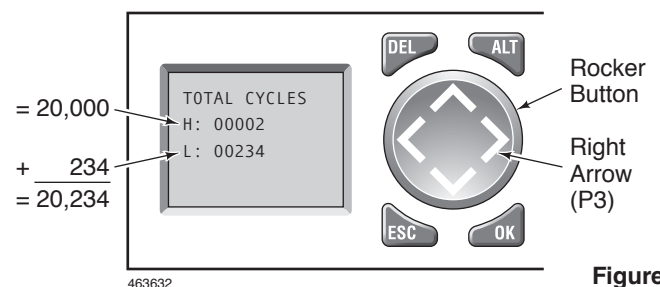 = 20,000
+ 234
= 20,234
TOTAL CYCLES
H: 00002
L: 00234
DEL
ALT
ESC
OK
Rocker
Button
Right
Arrow
(P3)
463632
Figure